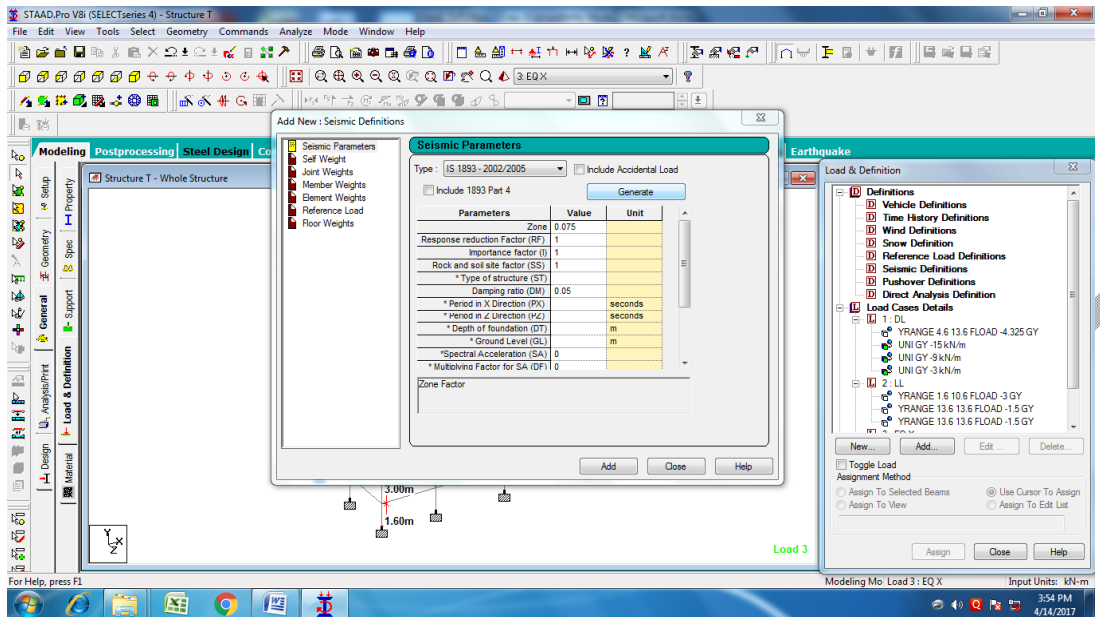 STAAD.Pro V8i (SELECTseries 4) - Structure T
File Edit View Tools Select Geometry Commands Analyze Mode Window Help
3: EQ X
Modeling Postprocessing Steel Design Co
Earthquake
Structure T - Whole Structure
Setup
Geometry
General
Analysis/Print
Design
Property
Spec
Support
Load & Definition
Material
Add New : Seismic Definitions
Seismic Parameters
Self Weight
Joint Weights
Member Weights
Element Weights
Reference Load
Floor Weights
Seismic Parameters
Type : IS 1893 - 2002/2005 Include Accidental Load
Include 1893 Part 4 Generate
Parameters Value Unit
Zone 0.075
Response reduction Factor (RF) 1
Importance factor (I) 1
Rock and soil site factor (SS) 1
* Type of structure (ST)
Damping ratio (DM) 0.05
* Period in X Direction (PX) seconds
* Period in Z Direction (PZ) seconds
* Depth of foundation (DT) m
* Ground Level (GL) m
*Spectral Acceleration (SA) 0
* Multiplying Factor for SA (DF) 0
Zone Factor
Add Close Help
3.00m
1.60m
Y
X
Z
Load 3
Load & Definition
Definitions
Vehicle Definitions
Time History Definitions
Wind Definitions
Snow Definition
Reference Load Definitions
Seismic Definitions
Pushover Definitions
Direct Analysis Definition
Load Cases Details
1 : DL
YRANGE 4.6 13.6 FLOAD -4.325 GY
UNI GY -15 kN/m
UNI GY -9 kN/m
UNI GY -3 kN/m
2 : LL
YRANGE 1.6 10.6 FLOAD -3 GY
YRANGE 13.6 13.6 FLOAD -1.5 GY
YRANGE 13.6 13.6 FLOAD -1.5 GY
3 : EQ X
New... Add... Edit ... Delete...
Toggle Load
Assignment Method
Assign To Selected Beams Use Cursor To Assign
Assign To View Assign To Edit List
Assign Close Help
For Help, press F1
Modeling Mo Load 3 : EQ X Input Units: kN-m
3:54 PM
4/14/2017